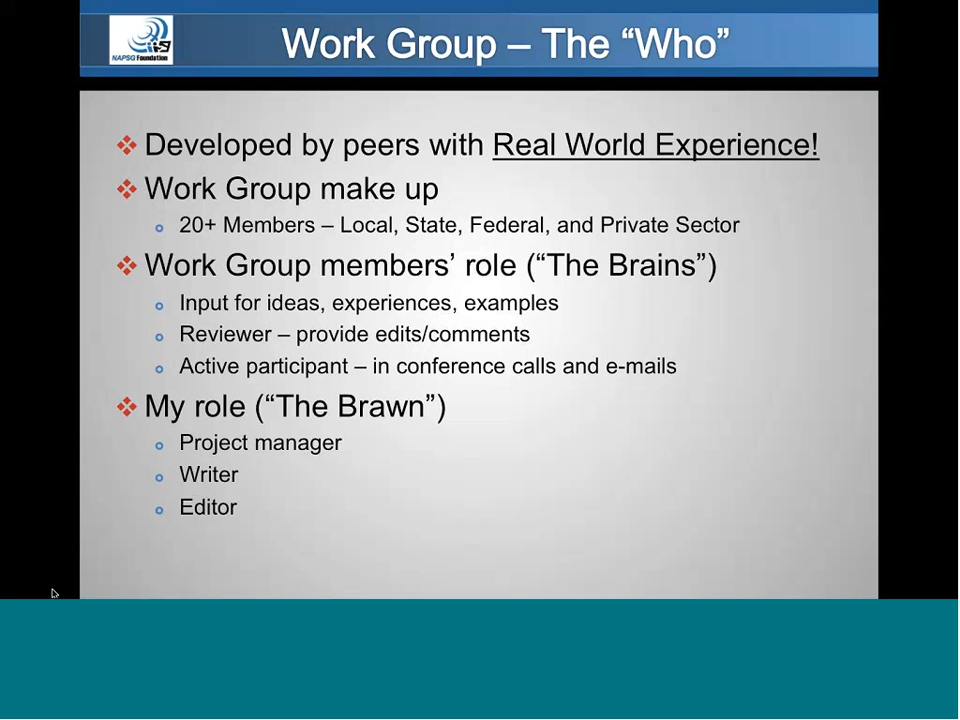 NAPSG Foundation
Work Group – The “Who”
Developed by peers with Real World Experience!
Work Group make up
20+ Members – Local, State, Federal, and Private Sector
Work Group members’ role (“The Brains”)
Input for ideas, experiences, examples
Reviewer – provide edits/comments
Active participant – in conference calls and e-mails
My role (“The Brawn”)
Project manager
Writer
Editor